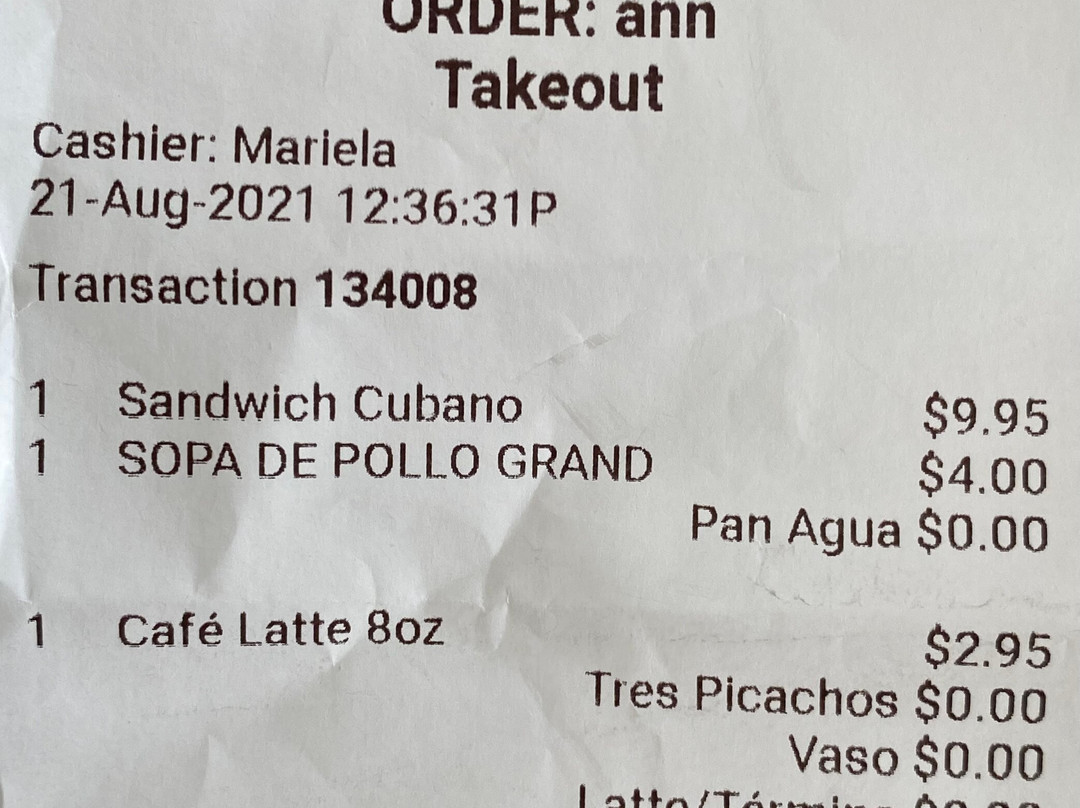 ORDER: ann
Takeout
Cashier: Mariela
21-Aug-2021 12:36:31P
Transaction 134008
1 Sandwich Cubano $9.95
1 SOPA DE POLLO GRAND $4.00
Pan Agua $0.00
1 Café Latte 8oz $2.95
Tres Picachos $0.00
Vaso $0.00